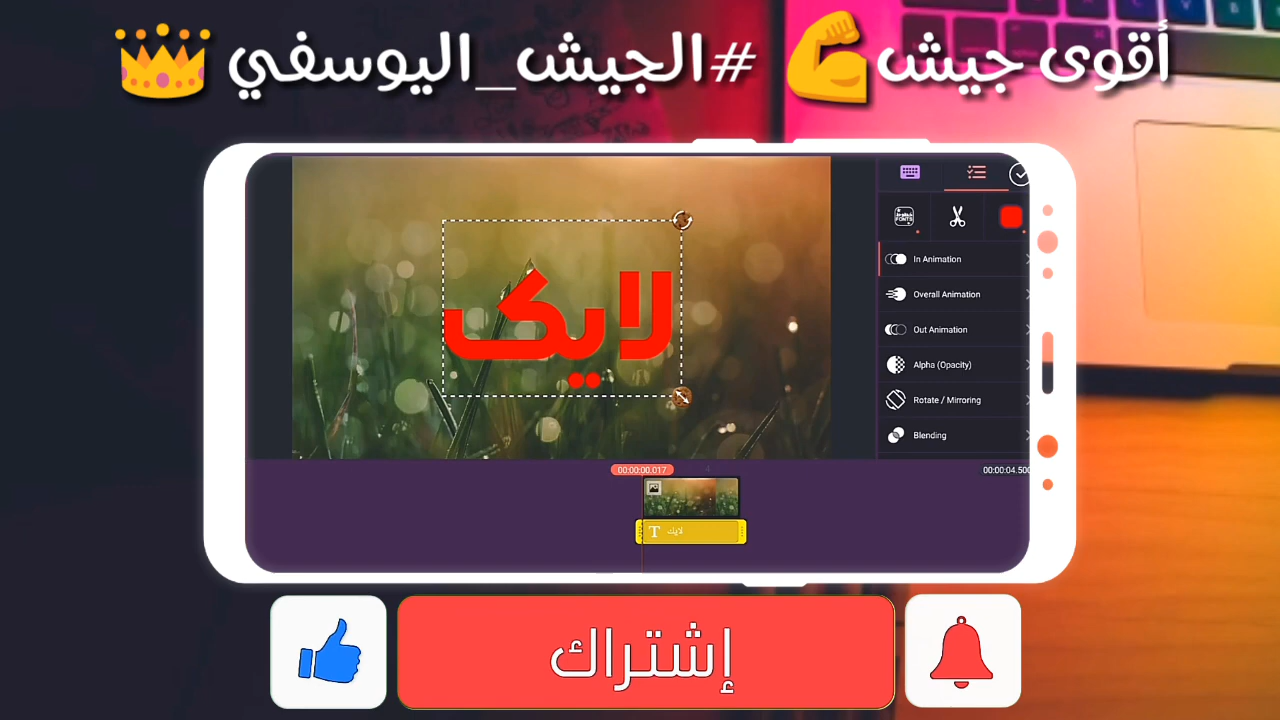 أقوى جيش💪 #الجيش_اليوسفي 👑
لايك
In Animation
Overall Animation
Out Animation
Alpha (Opacity)
Rotate / Mirroring
Blending
00:00:00.017
00:00:04.500
T لايك
إشتراك